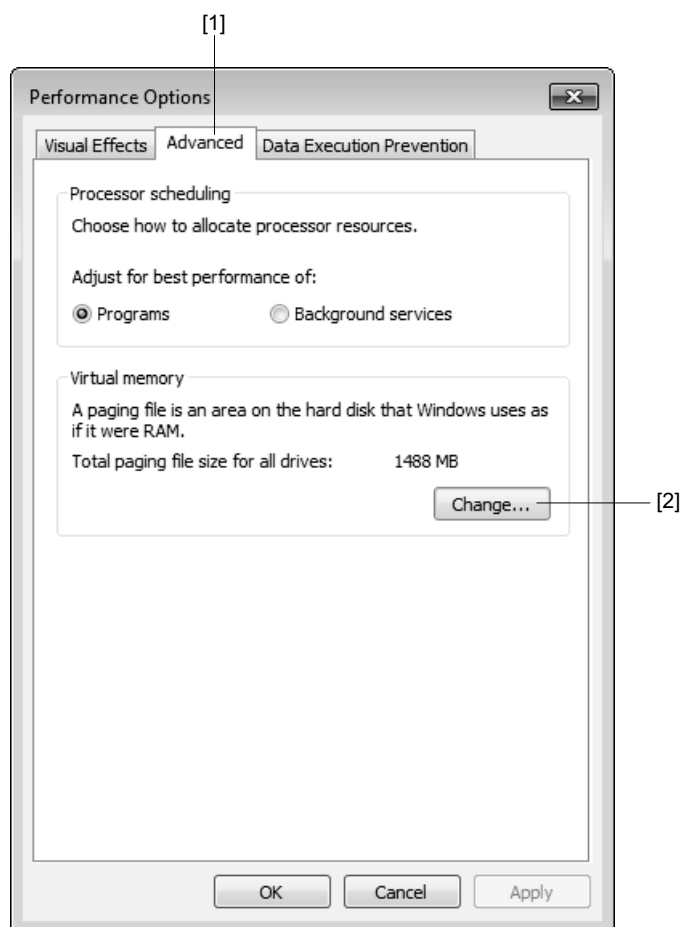 [1]
Performance Options
Visual Effects
Advanced
Data Execution Prevention
Processor scheduling
Choose how to allocate processor resources.
Adjust for best performance of:
Programs
Background services
Virtual memory
A paging file is an area on the hard disk that Windows uses as
if it were RAM.
Total paging file size for all drives: 1488 MB
Change...
[2]
OK
Cancel
Apply